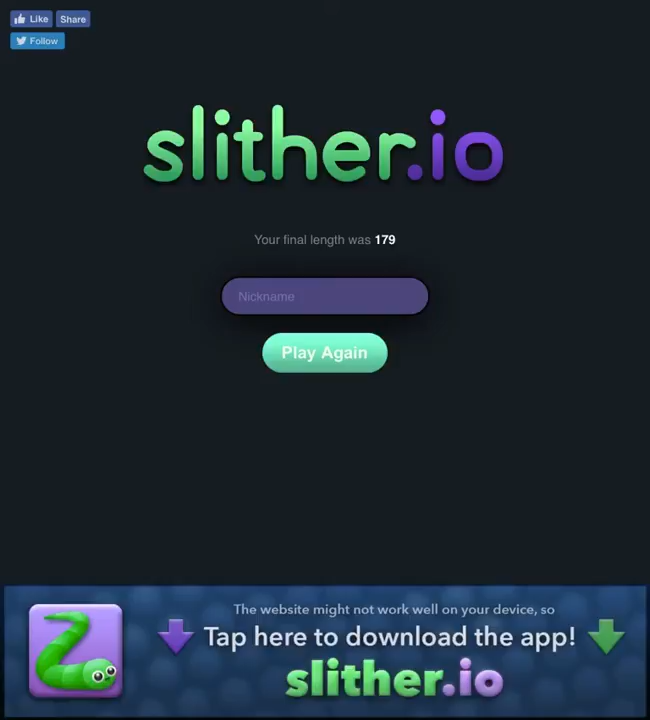 Like Share
Follow
slither.io
Your final length was 179
Nickname
Play Again
The website might not work well on your device, so
Tap here to download the app!
slither.io